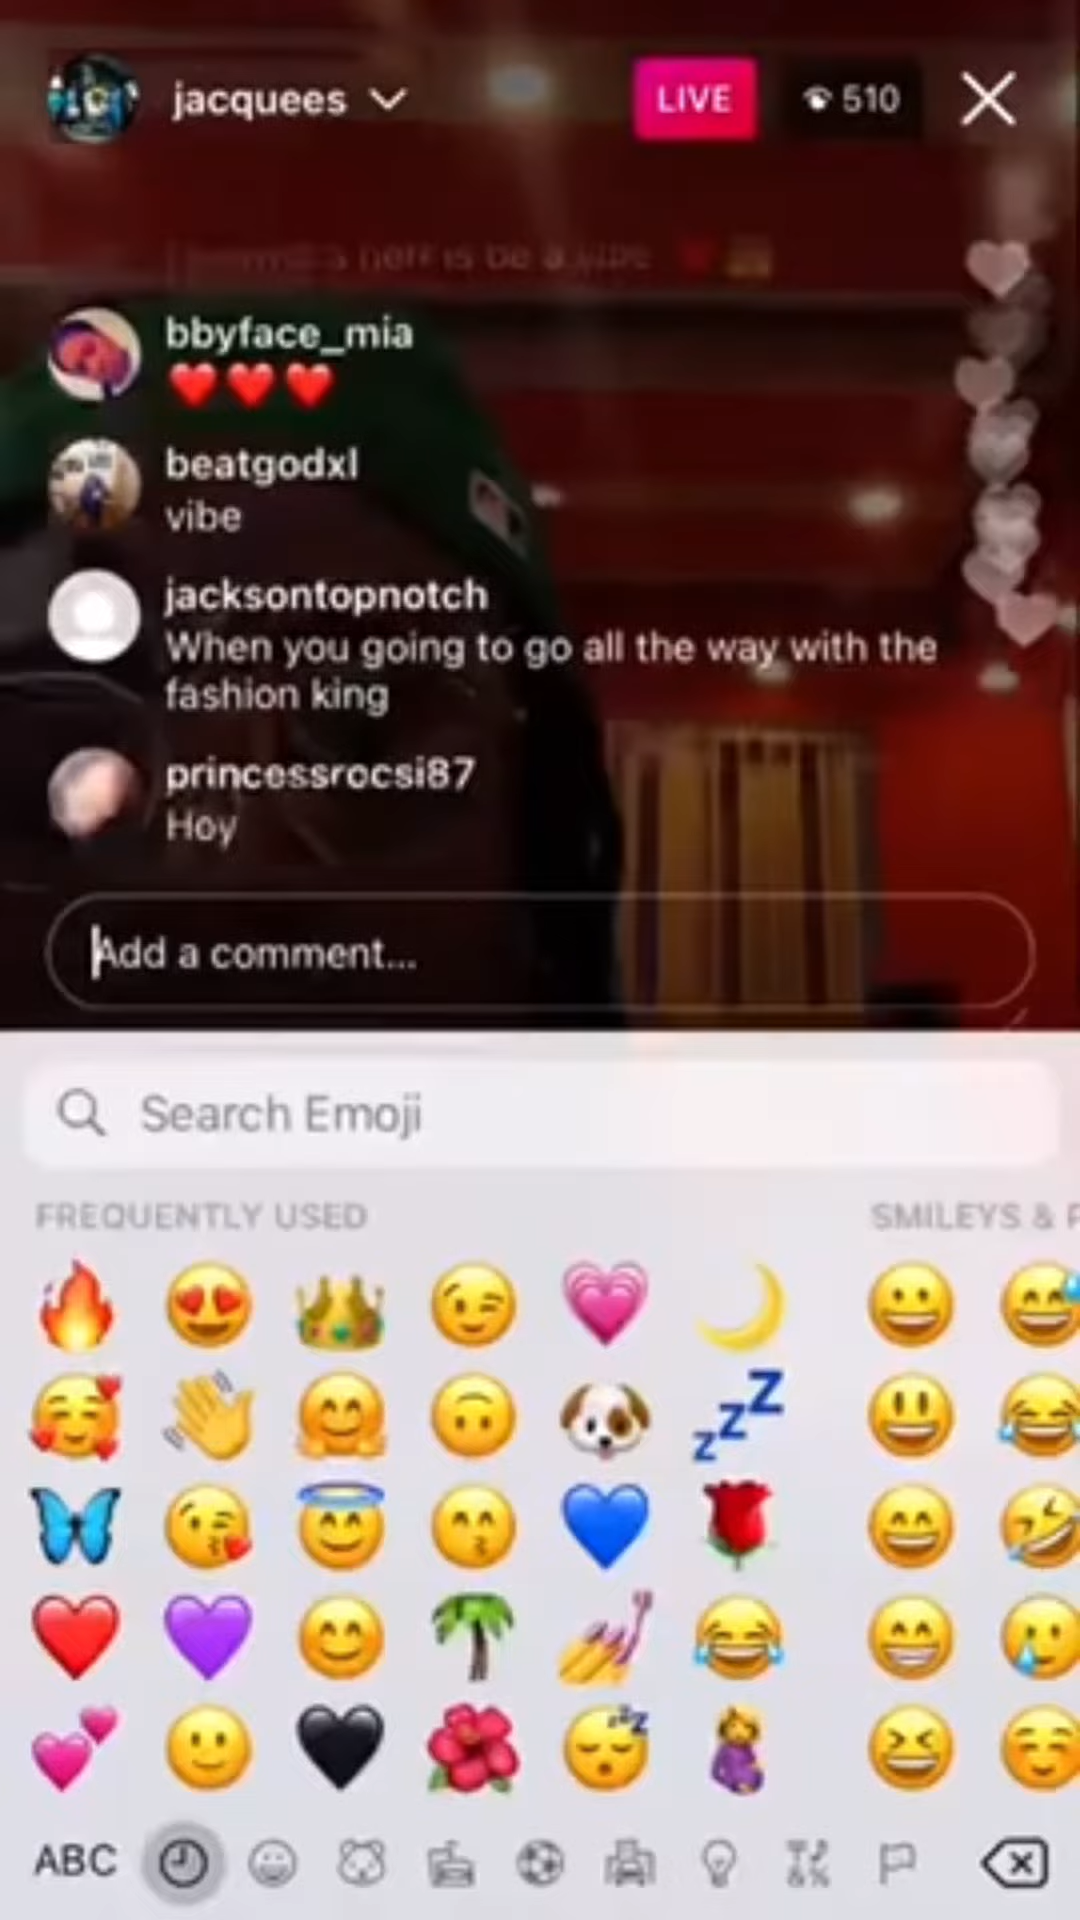 jacquees
LIVE
510
bbyface_mia
beatgodxl
vibe
jacksontopnotch
When you going to go all the way with the
fashion king
princessrocsi87
Hoy
Add a comment...
Search Emoji
FREQUENTLY USED
SMILEYS &
ABC